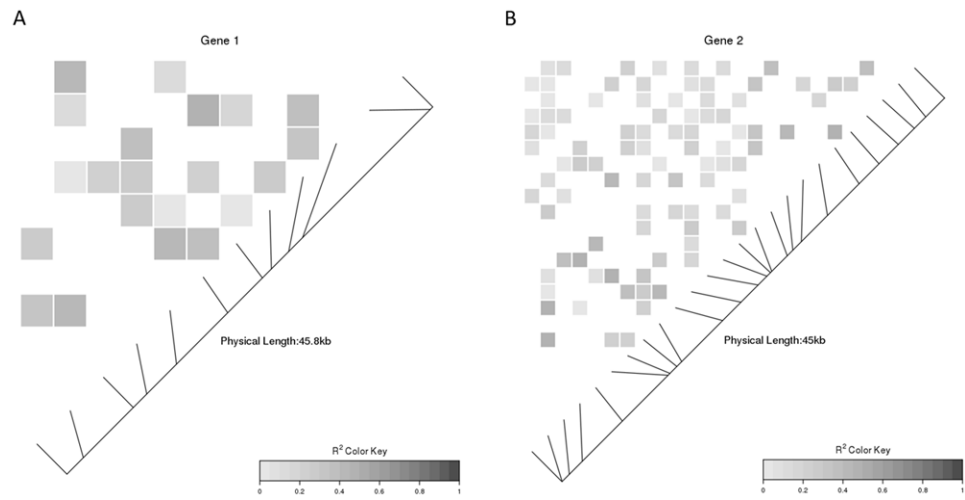 A
Gene 1
Physical Length:45.8kb
R² Color Key
0 0.2 0.4 0.6 0.8 1
B
Gene 2
Physical Length:45kb
R² Color Key
0 0.2 0.4 0.6 0.8 1